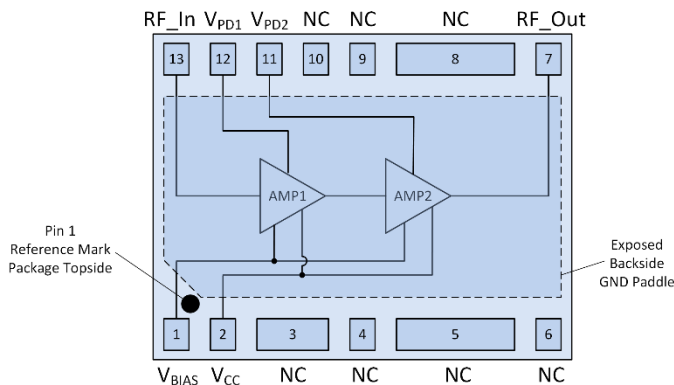 RF_In V_PD1 V_PD2 NC NC NC RF_Out
13 12 11 10 9 8 7
AMP1 AMP2
Pin 1
Reference Mark
Package Topside
Exposed
Backside
GND Paddle
1 2 3 4 5 6
V_BIAS V_CC NC NC NC NC